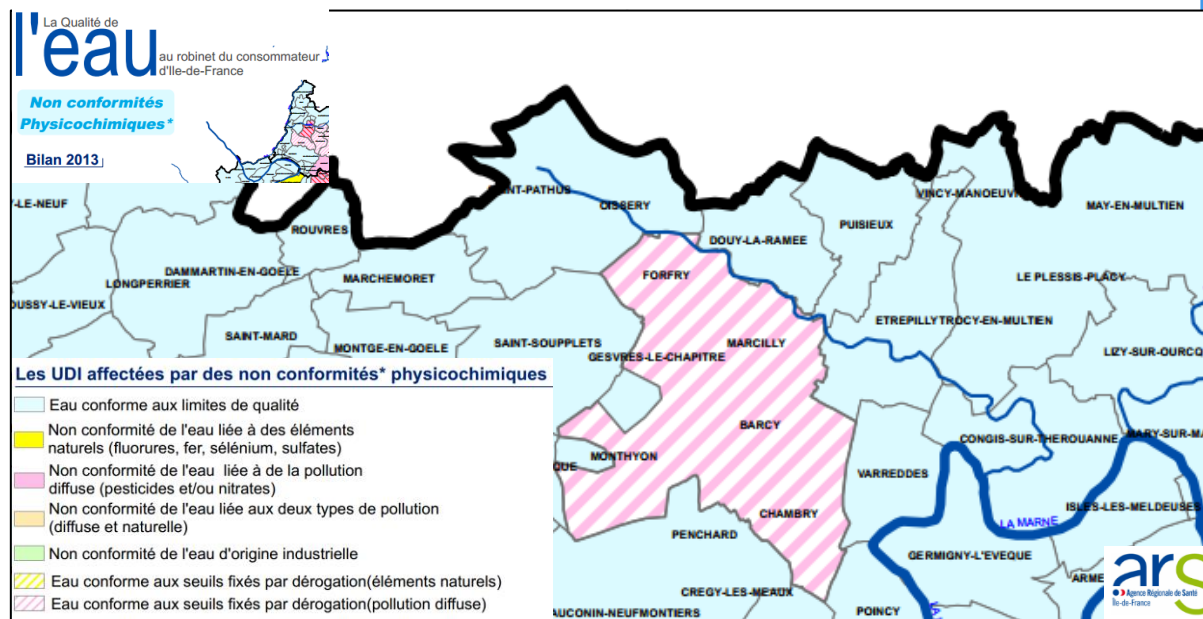 La Qualité de
l'eau
au robinet du consommateur
d'Ile-de-France
Non conformités
Physicochimiques*
Bilan 2013
NT-PATHUS
OISSERY
VINCY-MANOEUV
MAY-EN-MULTIEN
Y-LE-NEUF
ROUVRES
PUISIEUX
DOUY-LA-RAMEE
DAMMARTIN-EN-GOELE
MARCHEMORET
FORFRY
LE PLESSIS-PLACY
LONGPERRIER
OUSSY-LE-VIEUX
SAINT-MARD
MONTGE-EN-GOELE
SAINT-SOUPPLETS
GESVRES-LE-CHAPITRE
MARCILLY
ETREPILLY
TROCY-EN-MULTIEN
LIZY-SUR-OURCQ
Les UDI affectées par des non conformités* physicochimiques
Eau conforme aux limites de qualité
Non conformité de l'eau liée à des éléments
naturels (fluorures, fer, sélénium, sulfates)
Non conformité de l'eau liée à de la pollution
diffuse (pesticides et/ou nitrates)
Non conformité de l'eau liée aux deux types de pollution
(diffuse et naturelle)
Non conformité de l'eau d'origine industrielle
Eau conforme aux seuils fixés par dérogation(éléments naturels)
Eau conforme aux seuils fixés par dérogation(pollution diffuse)
BARCY
CONGIS-SUR-THEROUANNE
MARY-SUR-MA
QUE
MONTHYON
VARREDDES
CHAMBRY
ISLES-LES-MELDEUSES
PENCHARD
LA MARNE
GERMIGNY-L'EVEQUE
ARME
CREGY-LES-MEAUX
AUCONIN-NEUFMONTIERS
POINCY
ars
Agence Régionale de Santé
Île-de-France